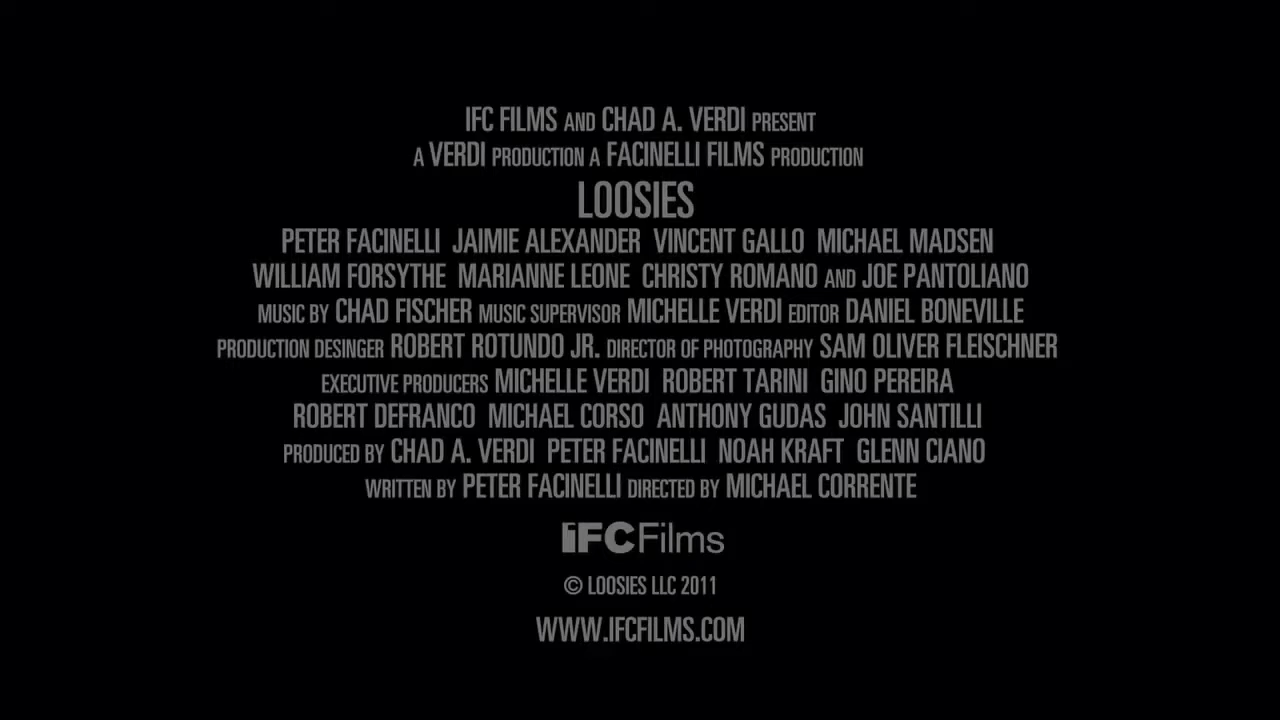 IFC FILMS AND CHAD A. VERDI PRESENT
A VERDI PRODUCTION A FACINELLI FILMS PRODUCTION
LOOSIES
PETER FACINELLI JAIMIE ALEXANDER VINCENT GALLO MICHAEL MADSEN
WILLIAM FORSYTHE MARIANNE LEONE CHRISTY ROMANO AND JOE PANTOLIANO
MUSIC BY CHAD FISCHER MUSIC SUPERVISOR MICHELLE VERDI EDITOR DANIEL BONEVILLE
PRODUCTION DESINGER ROBERT ROTUNDO JR. DIRECTOR OF PHOTOGRAPHY SAM OLIVER FLEISCHNER
EXECUTIVE PRODUCERS MICHELLE VERDI ROBERT TARINI GINO PEREIRA
ROBERT DEFRANCO MICHAEL CORSO ANTHONY GUDAS JOHN SANTILLI
PRODUCED BY CHAD A. VERDI PETER FACINELLI NOAH KRAFT GLENN CIANO
WRITTEN BY PETER FACINELLI DIRECTED BY MICHAEL CORRENTE
IFC Films
© LOOSIES LLC 2011
WWW.IFCFILMS.COM